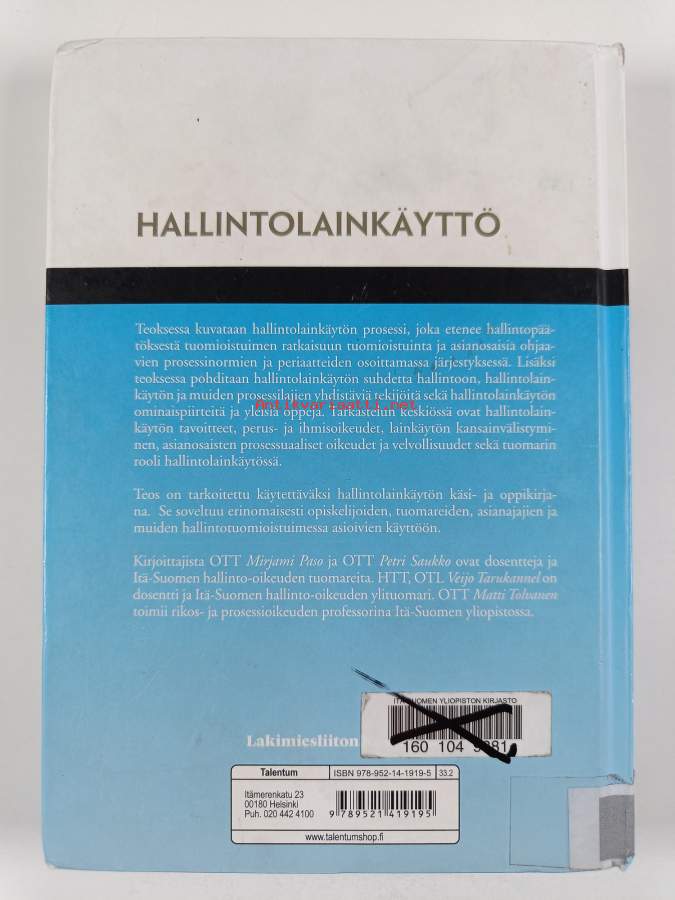 HALLINTOLAINKÄYTTÖ
Teoksessa kuvataan hallintolainkäytön prosessi, joka etenee hallintopää-
töksestä tuomioistuimen ratkaisuun tuomioistuinta ja asianosaisia ohjaa-
vien prosessinormien ja periaatteiden osoittamassa järjestyksessä. Lisäksi
teoksessa pohditaan hallintolainkäytön suhdetta hallintoon, hallintolain-
käytön ja muiden prosessilajien yhdistäviä tekijöitä sekä hallintolainkäytön
Antikvariaatti.net
ominaispiirteitä ja yleisiä oppeja. Tarkastelun keskiössä ovat hallintolain-
käytön tavoitteet, perus- ja ihmisoikeudet, lainkäytön kansainvälistymi-
nen, asianosaisten prosessuaaliset oikeudet ja velvollisuudet sekä tuomarin
rooli hallintolainkäytössä.
Teos on tarkoitettu käytettäväksi hallintolainkäytön käsi- ja oppikirja-
na. Se soveltuu erinomaisesti opiskelijoiden, tuomareiden, asianajajien ja
muiden hallintotuomioistuimessa asioivien käyttöön.
Kirjoittajista OTT Mirjami Paso ja OTT Petri Saukko ovat dosentteja ja
Itä-Suomen hallinto-oikeuden tuomareita. HTT, OTL Veijo Tarukannel on
dosentti ja Itä-Suomen hallinto-oikeuden ylituomari. OTT Matti Tolvanen
toimii rikos- ja prosessioikeuden professorina Itä-Suomen yliopistossa.
ITÄ-SUOMEN YLIOPISTON KIRJASTO
160 104
Lakimiesliiton
Talentum
ISBN 978-952-14-1919-5
33.2
Itämerenkatu 23
00180 Helsinki
Puh. 020 442 4100
9 789521 419195
www.talentumshop.fi